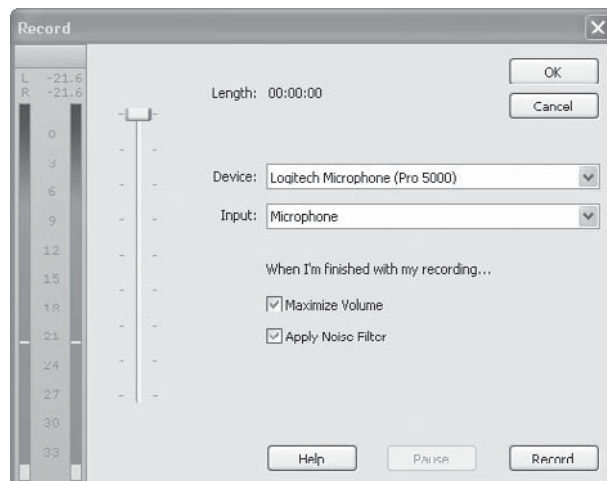 Record
L -21.6
R -21.6
0
3
6
9
12
15
18
21
24
27
30
33
Length: 00:00:00
OK
Cancel
Device: Logitech Microphone (Pro 5000)
Input: Microphone
When I'm finished with my recording...
Maximize Volume
Apply Noise Filter
Help
Pause
Record